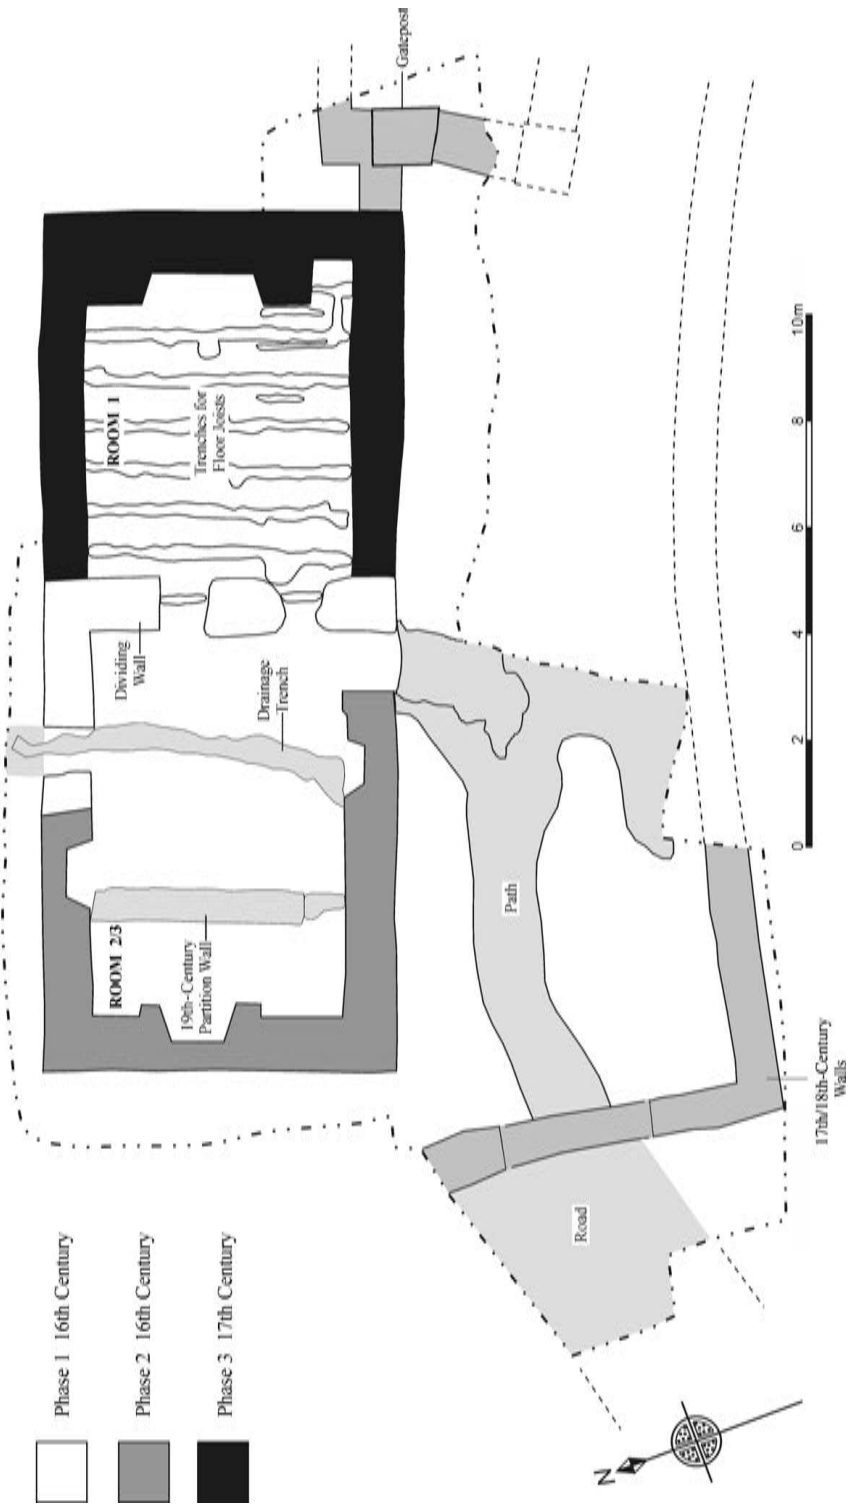 Phase 1 16th Century
Phase 2 16th Century
Phase 3 17th Century
ROOM 2/3
19th-Century
Partition Wall
Drainage
Trench
Dividing
Wall
ROOM 1
Trenches for
Floor Joists
Gatepost
Path
Road
17th/18th-Century
Walls
0
2
4
6
8
10m
N